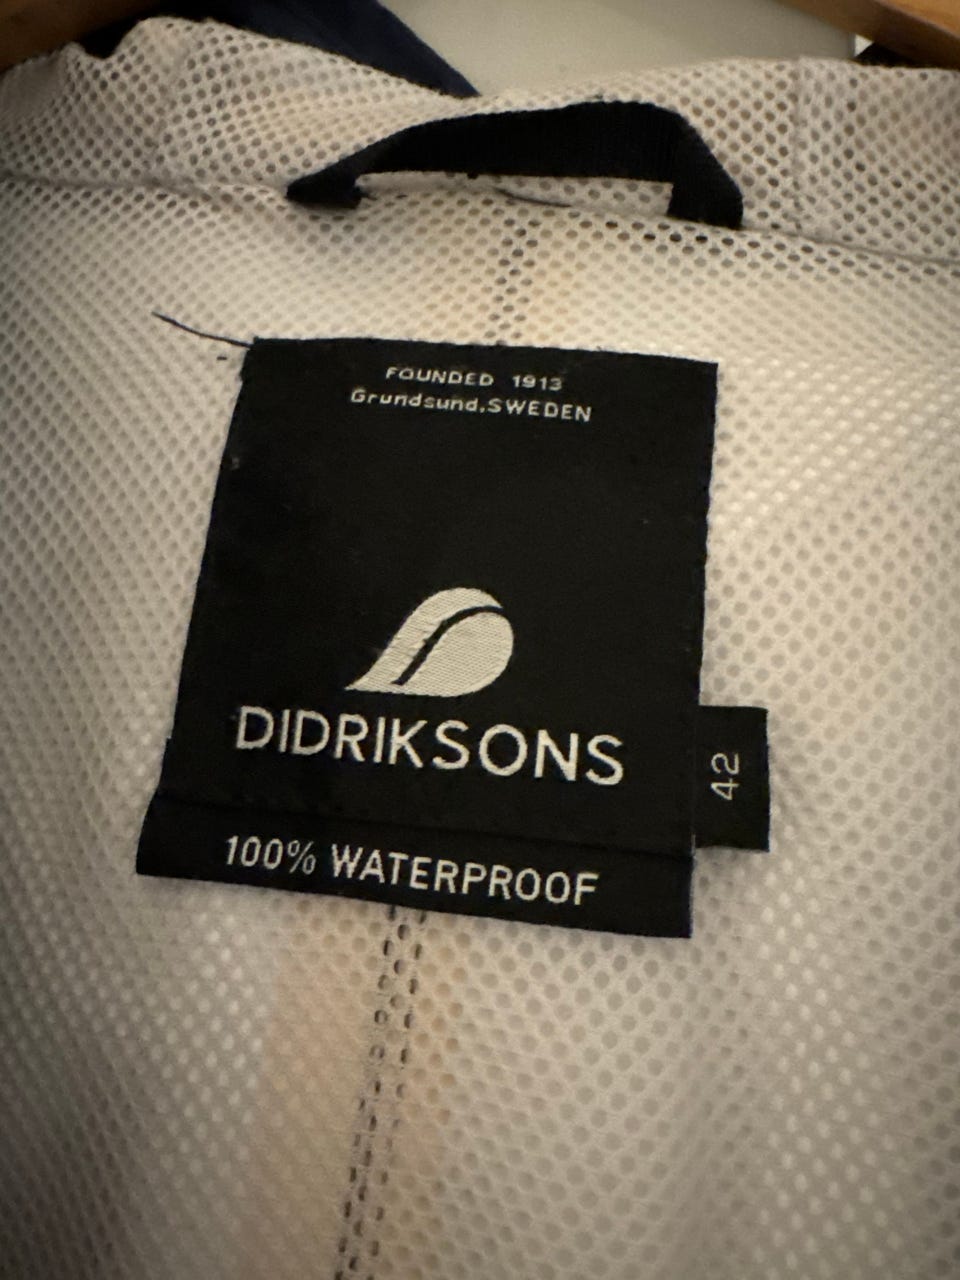 FOUNDED 1913
Grundsund.SWEDEN
DIDRIKSONS
42
100% WATERPROOF